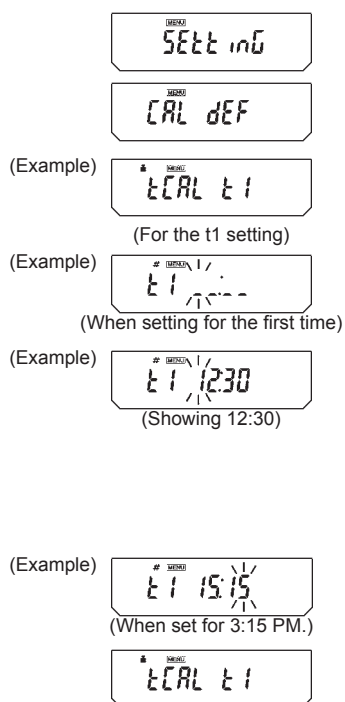 MENU
SEtt inG
MENU
CAL dEF
(Example)
MENU
tCAL t1
(For the t1 setting)
(Example)
# MENU
t1 --:--
(When setting for the first time)
(Example)
# MENU
t1 12:30
(Showing 12:30)
(Example)
# MENU
t1 15:15
(When set for 3:15 PM.)
MENU
tCAL t1